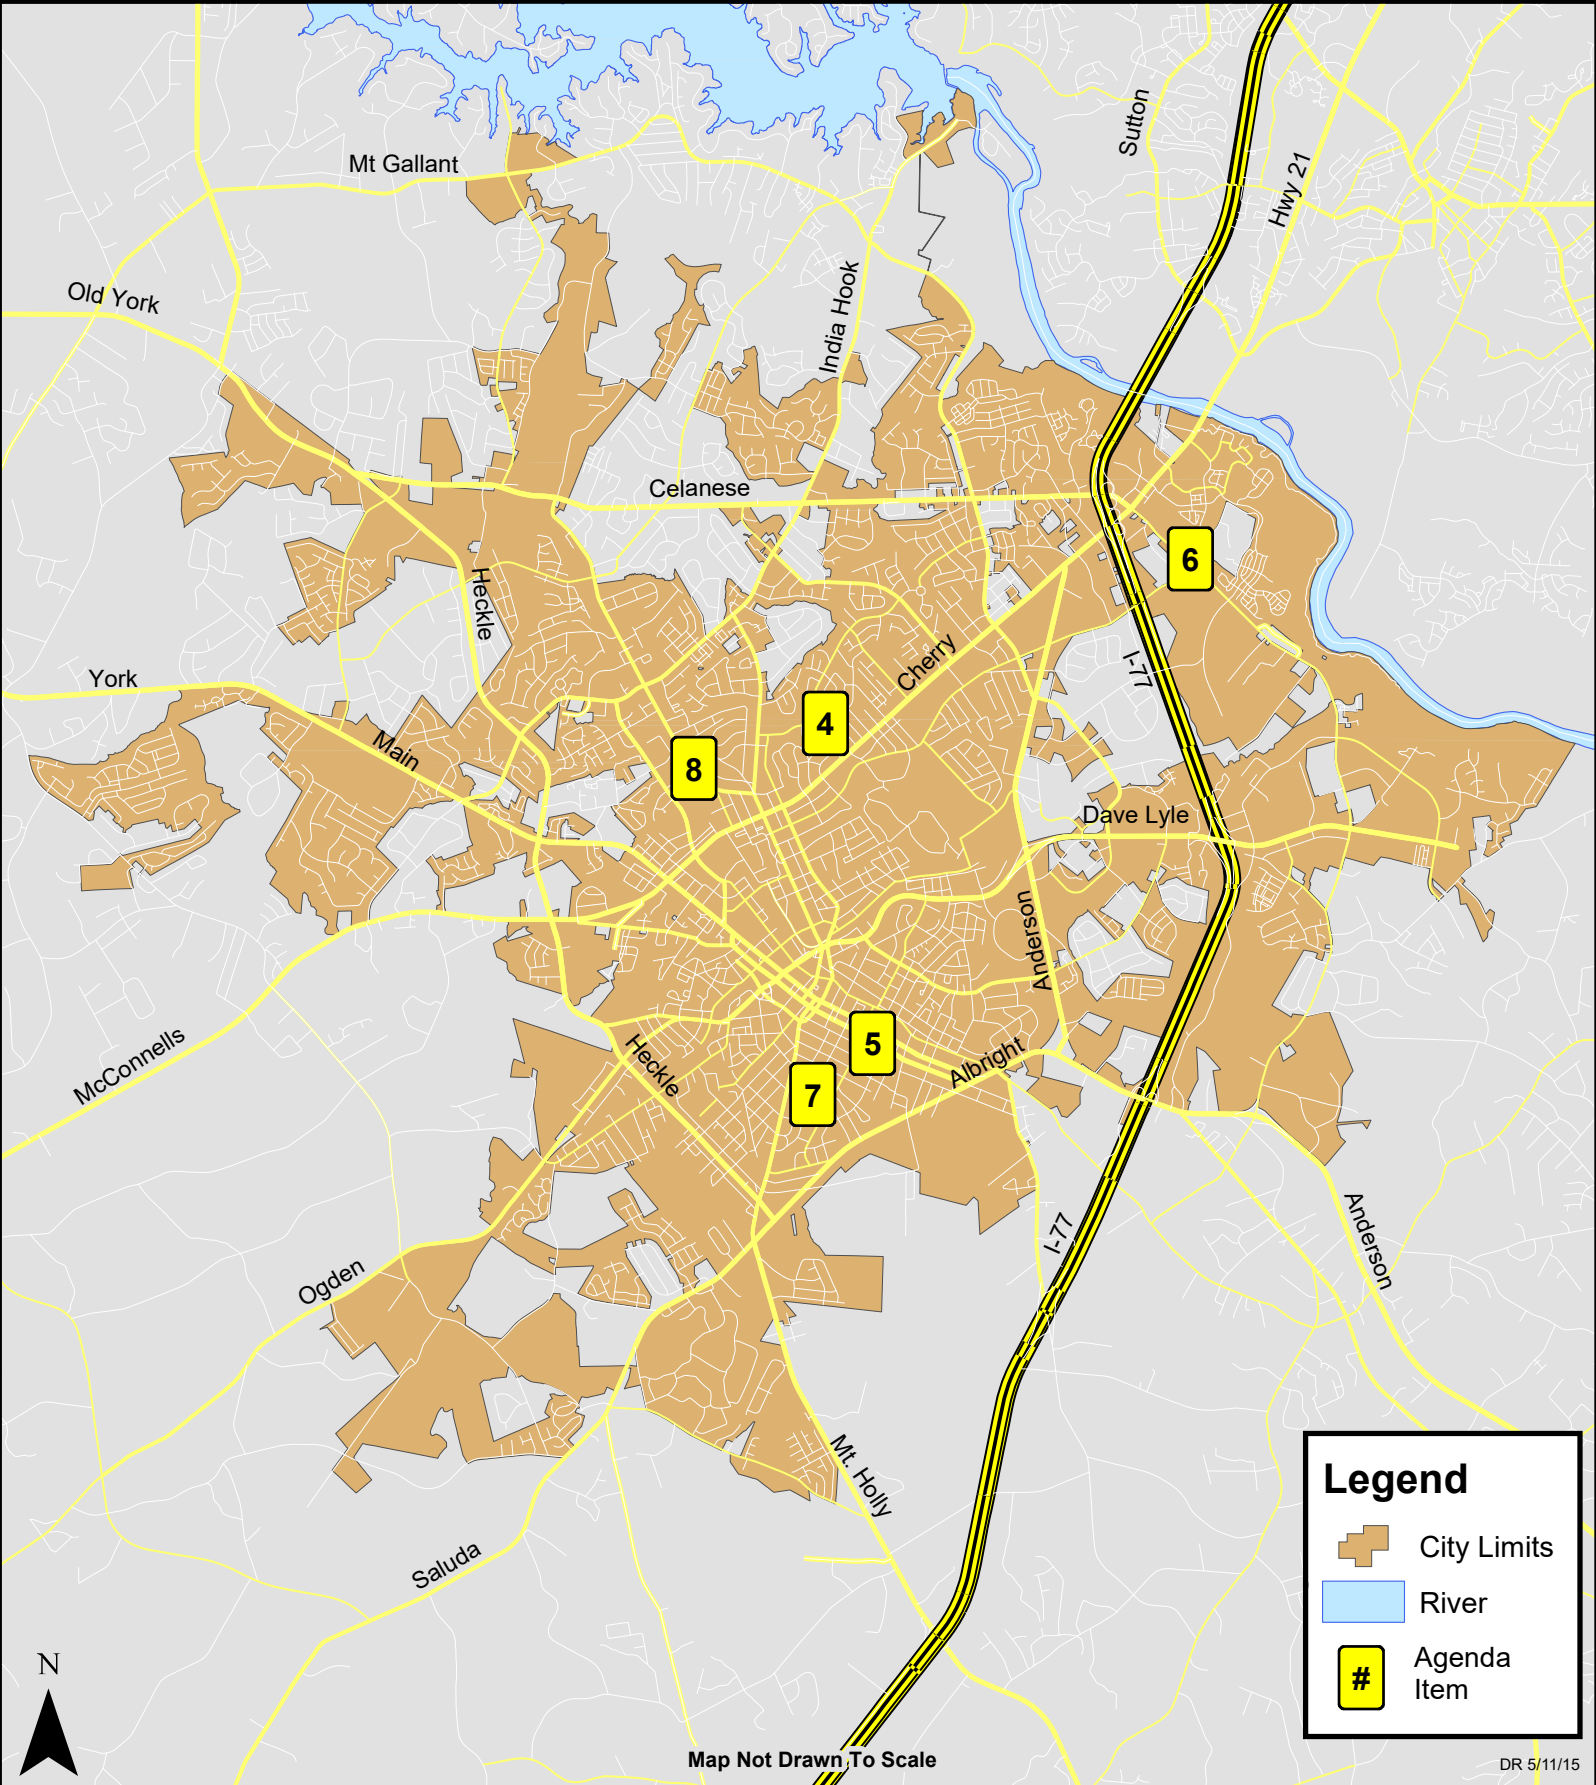 Sutton
Mt Gallant
Hwy 21
Old York
India Hook
Celanese
6
Heckle
Cherry
I-77
York
4
Main
8
Dave Lyle
Anderson
5
McConnells
Heckle
Albright
7
Anderson
I-77
Ogden
Mt. Holly
Saluda
Legend
City Limits
River
# Agenda
Item
N
Map Not Drawn To Scale
DR 5/11/15